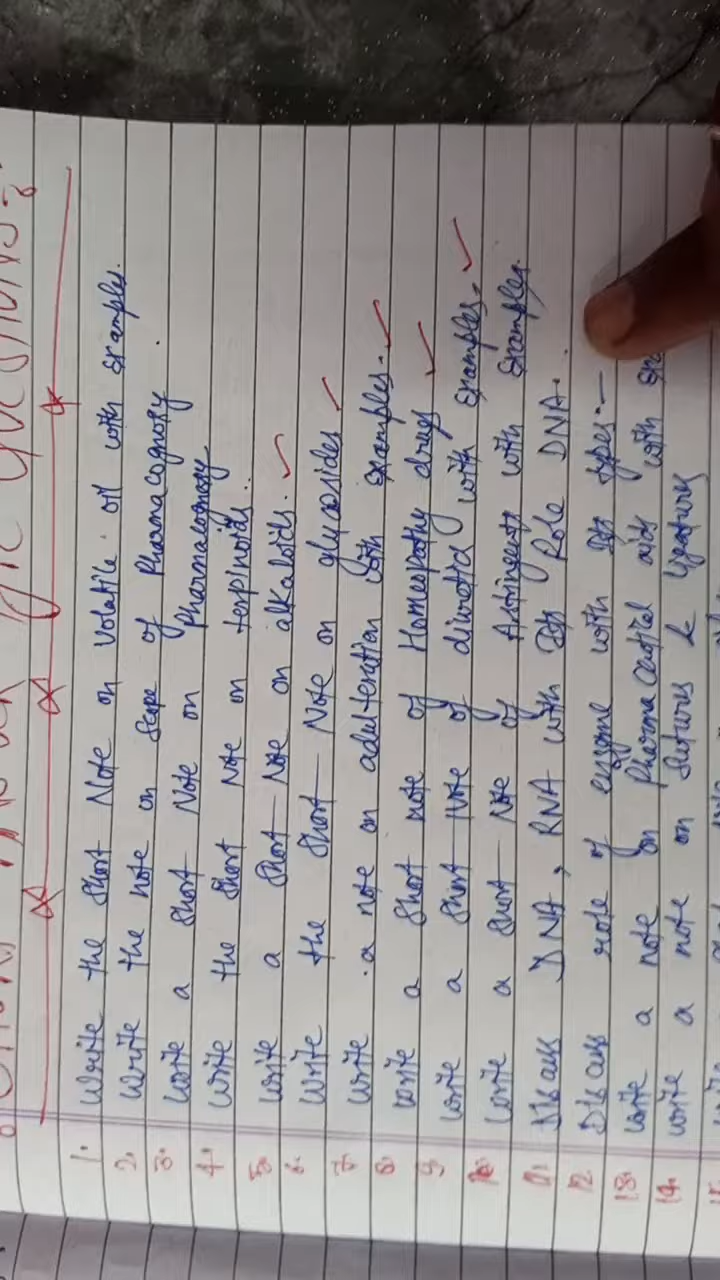 1. Write the short Note on Volatile oil with examples.
2. Write the note on Scope of Pharmacognosy
3. Write a short Note on Pharmacognosy
4. Write the short Note on terpinoids.
5. Write a short Note on alkaloids.
6. Write the short Note on glycosides
7. Write a note on adulteration with examples.
8. Write a short note of Homeopathy drugs
9. Write a short Note of diuretid with examples.
10. Write a short Note of Astringents with examples.
11. Discuss DNA, RNA with Role DNA.
12. Discuss role of enzyme with types:-
13. Write a note on Pharmaceutical aids with
14. Write a note on Sutures & ligatures
15.